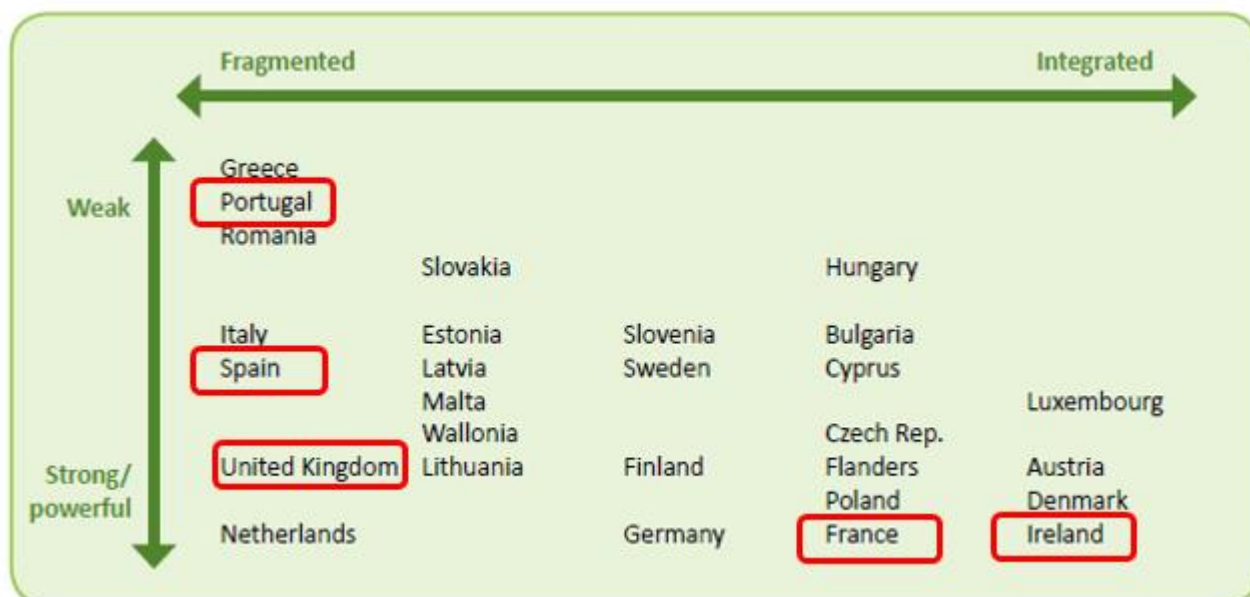 Fragmented Integrated
Greece
Weak Portugal
Romania
Slovakia Hungary
Italy Estonia Slovenia Bulgaria
Spain Latvia Sweden Cyprus
Malta Luxembourg
Wallonia Czech Rep.
Strong/ United Kingdom Lithuania Finland Flanders Austria
powerful Poland Denmark
Netherlands Germany France Ireland